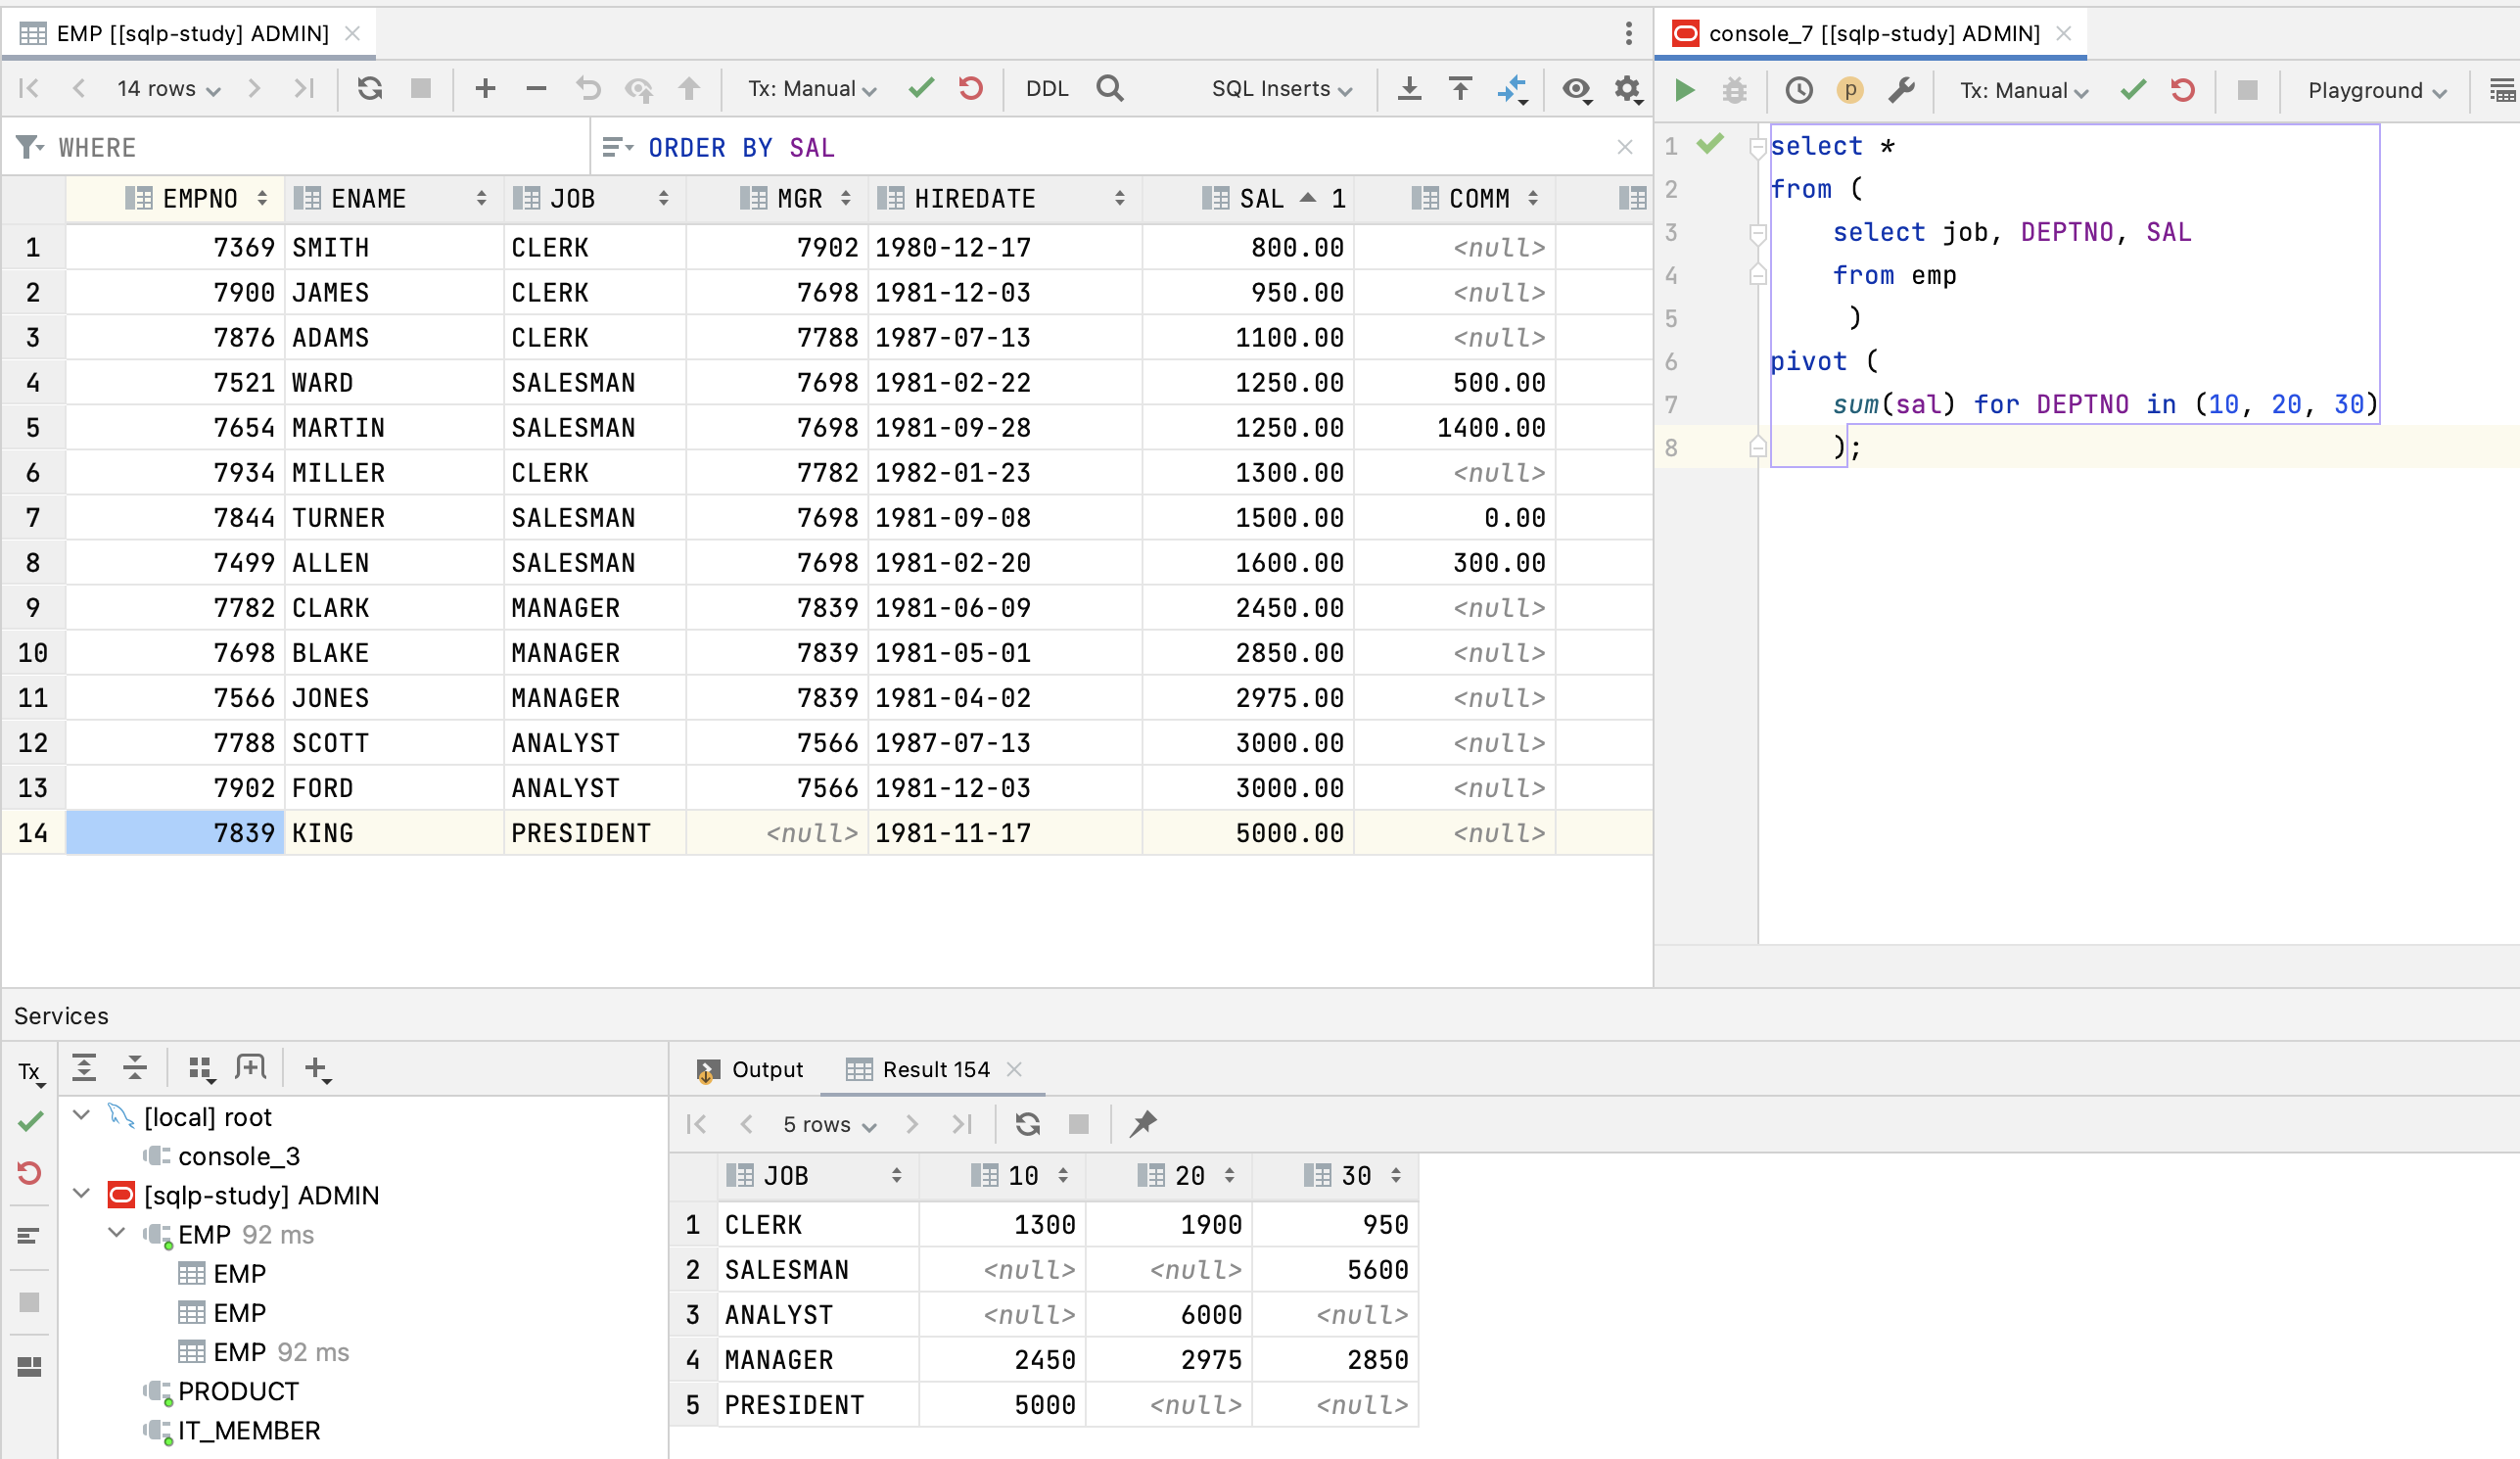 EMP [[sqlp-study] ADMIN]
14 rows Tx: Manual DDL SQL Inserts
WHERE ORDER BY SAL
EMPNO ENAME JOB MGR HIREDATE SAL 1 COMM
1 7369 SMITH CLERK 7902 1980-12-17 800.00 <null>
2 7900 JAMES CLERK 7698 1981-12-03 950.00 <null>
3 7876 ADAMS CLERK 7788 1987-07-13 1100.00 <null>
4 7521 WARD SALESMAN 7698 1981-02-22 1250.00 500.00
5 7654 MARTIN SALESMAN 7698 1981-09-28 1250.00 1400.00
6 7934 MILLER CLERK 7782 1982-01-23 1300.00 <null>
7 7844 TURNER SALESMAN 7698 1981-09-08 1500.00 0.00
8 7499 ALLEN SALESMAN 7698 1981-02-20 1600.00 300.00
9 7782 CLARK MANAGER 7839 1981-06-09 2450.00 <null>
10 7698 BLAKE MANAGER 7839 1981-05-01 2850.00 <null>
11 7566 JONES MANAGER 7839 1981-04-02 2975.00 <null>
12 7788 SCOTT ANALYST 7566 1987-07-13 3000.00 <null>
13 7902 FORD ANALYST 7566 1981-12-03 3000.00 <null>
14 7839 KING PRESIDENT <null> 1981-11-17 5000.00 <null>
console_7 [[sqlp-study] ADMIN]
p Tx: Manual Playground
1 select *
2 from (
3 select job, DEPTNO, SAL
4 from emp
5 )
6 pivot (
7 sum(sal) for DEPTNO in (10, 20, 30)
8 );
Services
Tx
[local] root
console_3
[sqlp-study] ADMIN
EMP 92 ms
EMP
EMP
EMP 92 ms
PRODUCT
IT_MEMBER
Output Result 154
5 rows
JOB 10 20 30
1 CLERK 1300 1900 950
2 SALESMAN <null> <null> 5600
3 ANALYST <null> 6000 <null>
4 MANAGER 2450 2975 2850
5 PRESIDENT 5000 <null> <null>